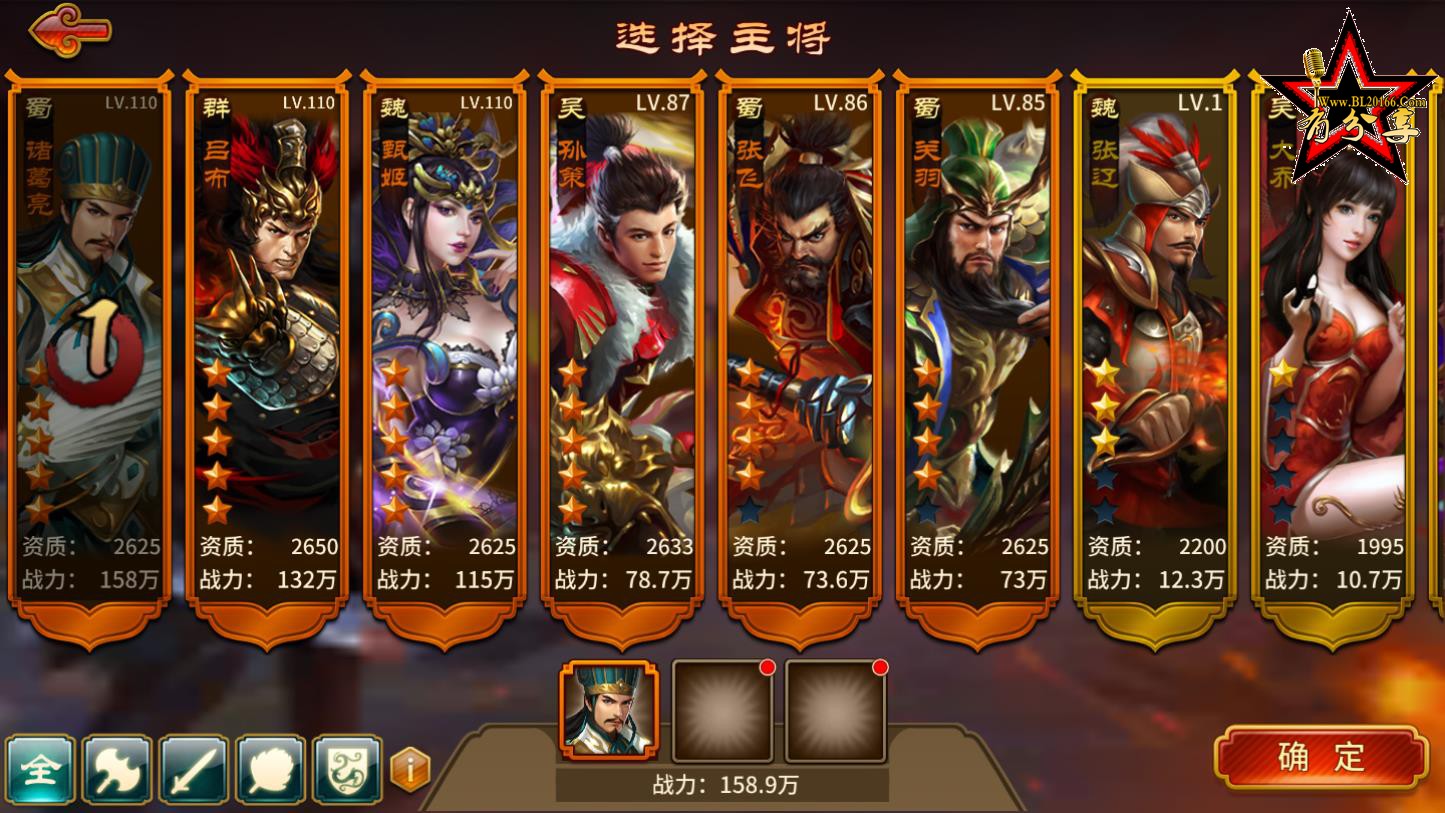 选择主将
Www.BL20166.Com
有分享
蜀
LV.110
诸葛亮
1
资质: 2625
战力: 158万
群
LV.110
吕布
资质: 2650
战力: 132万
魏
LV.110
甄姬
资质: 2625
战力: 115万
吴
LV.87
孙策
资质: 2633
战力: 78.7万
蜀
LV.86
张飞
资质: 2625
战力: 73.6万
蜀
LV.85
关羽
资质: 2625
战力: 73万
魏
LV.1
张辽
资质: 2200
战力: 12.3万
吴
大乔
资质: 1995
战力: 10.7万
战力: 158.9万
全
i
确定